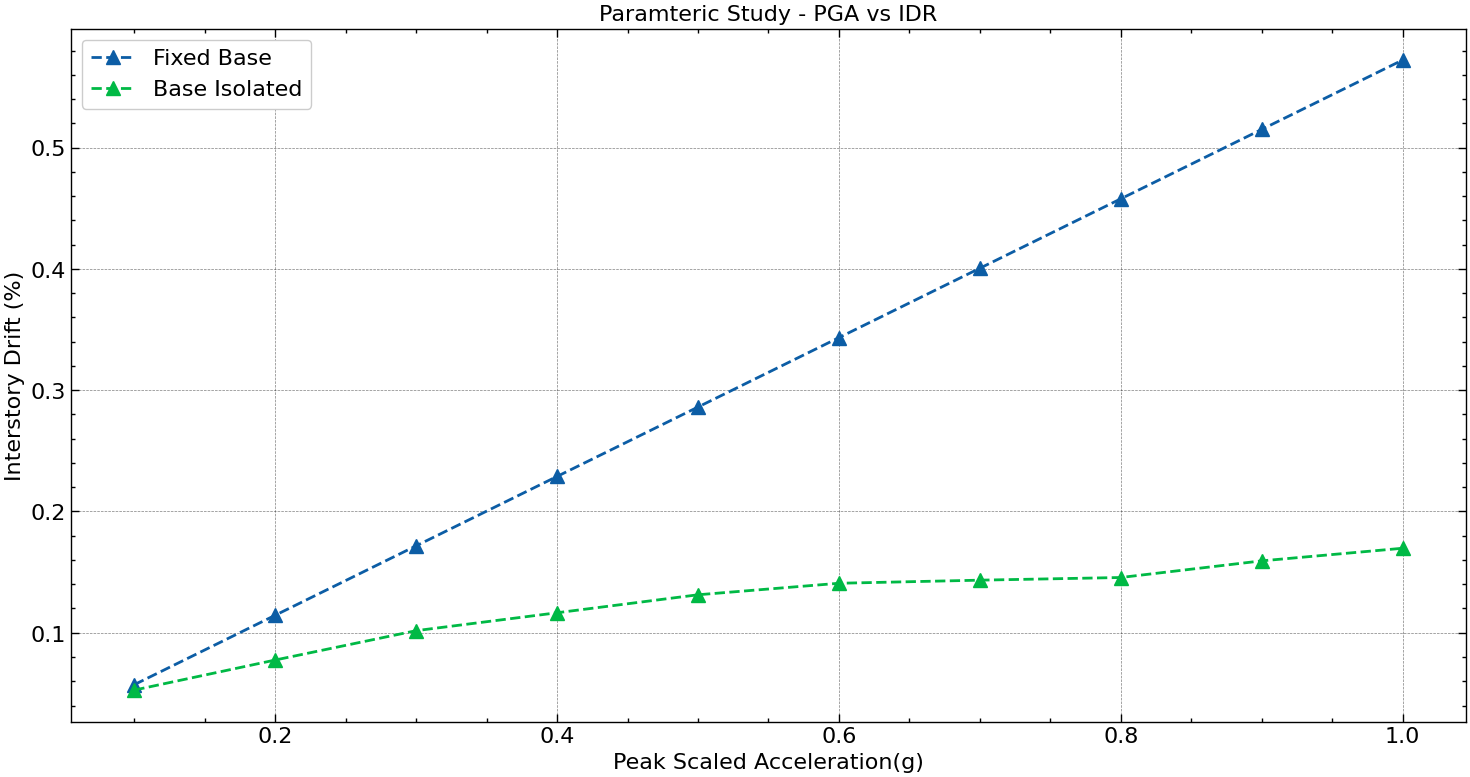 Paramteric Study - PGA vs IDR
Fixed Base
Base Isolated
Interstory Drift (%)
0.5
0.4
0.3
0.2
0.1
0.2 0.4 0.6 0.8 1.0
Peak Scaled Acceleration(g)